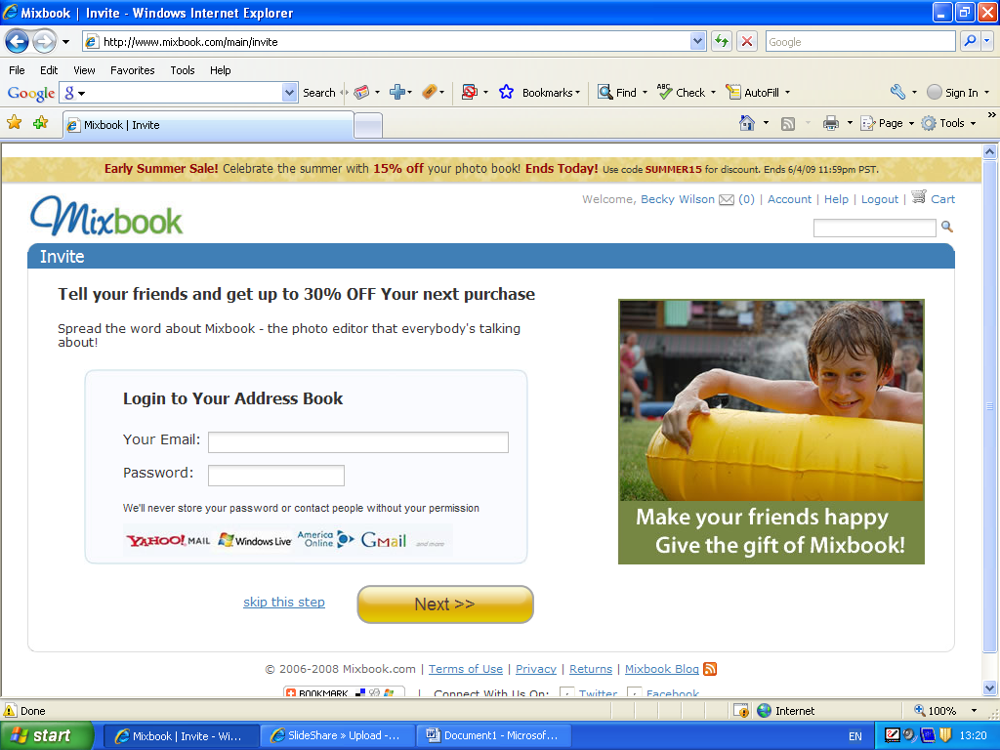 Mixbook | Invite - Windows Internet Explorer
http://www.mixbook.com/main/invite
Google
File Edit View Favorites Tools Help
Google g Search Bookmarks Find ABC Check AutoFill Sign In
Mixbook | Invite
Page Tools
Early Summer Sale! Celebrate the summer with 15% off your photo book! Ends Today! Use code SUMMER15 for discount. Ends 6/4/09 11:59pm PST.
Welcome, Becky Wilson (0) | Account | Help | Logout | Cart
Mixbook
Invite
Tell your friends and get up to 30% OFF Your next purchase
Spread the word about Mixbook - the photo editor that everybody's talking
about!
Login to Your Address Book
Your Email:
Password:
We'll never store your password or contact people without your permission
YAHOO! MAIL Windows Live America Online Gmail and more
Make your friends happy
Give the gift of Mixbook!
skip this step
Next >>
© 2006-2008 Mixbook.com | Terms of Use | Privacy | Returns | Mixbook Blog
BOOKMARK | Connect With Us On: Twitter Facebook
Done
Internet
100%
start
Mixbook | Invite - Wi...
SlideShare » Upload -...
Document1 - Microsof...
EN
13:20